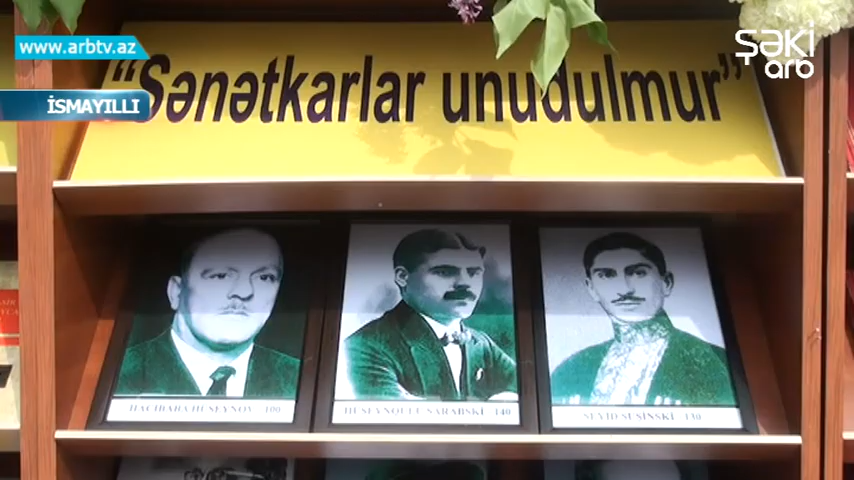 www.arbtv.az
şəki
arb
İSMAYILLI
“Sənətkarlar unudulmur”
HACIBABA HÜSEYNOV - 100
HÜSEYNQULU SARABSKİ - 140
SEYİD ŞUŞİNSKİ - 130